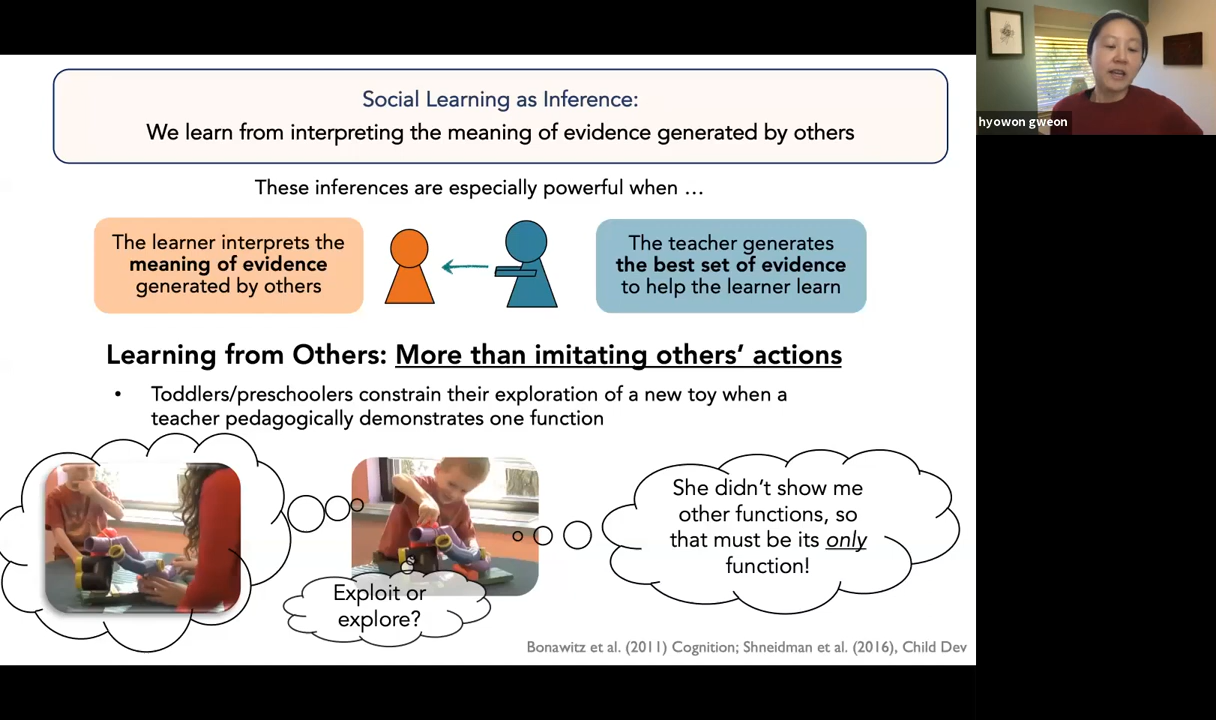 Social Learning as Inference:
We learn from interpreting the meaning of evidence generated by others
These inferences are especially powerful when …
The learner interprets the
meaning of evidence
generated by others
The teacher generates
the best set of evidence
to help the learner learn
Learning from Others: More than imitating others’ actions
• Toddlers/preschoolers constrain their exploration of a new toy when a
teacher pedagogically demonstrates one function
Exploit or
explore?
She didn’t show me
other functions, so
that must be its only
function!
Bonawitz et al. (2011) Cognition; Shneidman et al. (2016), Child Dev
hyowon gweon